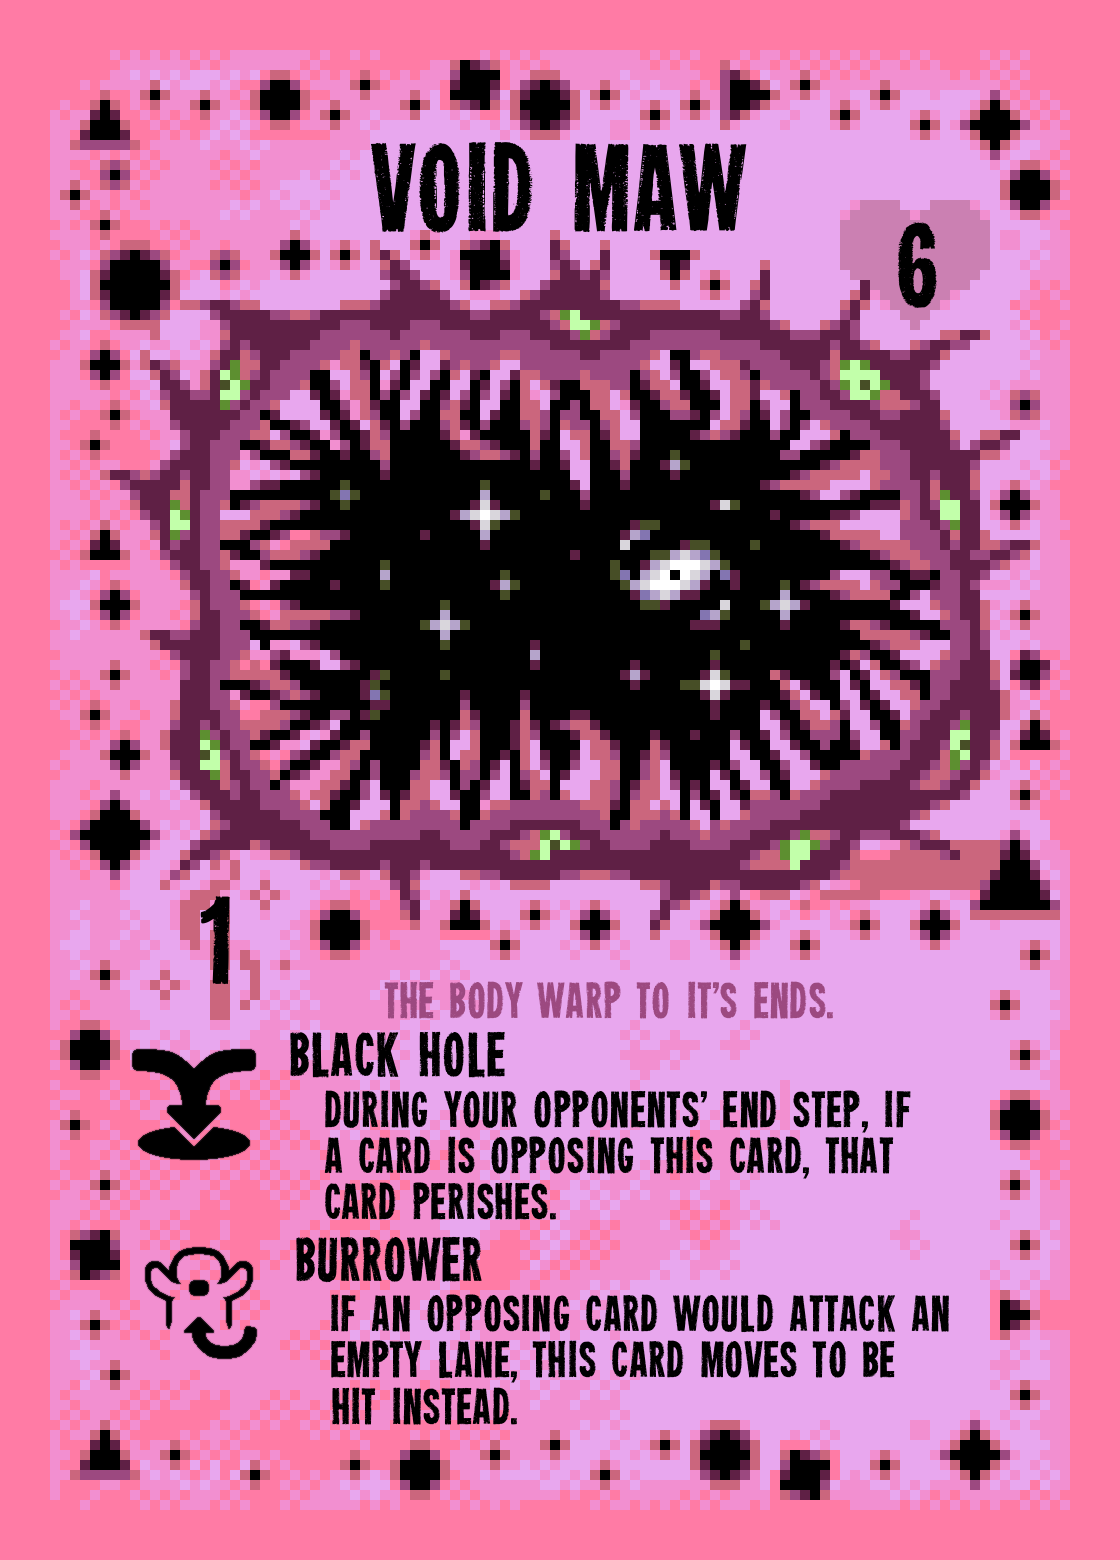 VOID MAW
6
1
THE BODY WARP TO IT'S ENDS.
BLACK HOLE
DURING YOUR OPPONENTS' END STEP, IF
A CARD IS OPPOSING THIS CARD, THAT
CARD PERISHES.
BURROWER
IF AN OPPOSING CARD WOULD ATTACK AN
EMPTY LANE, THIS CARD MOVES TO BE
HIT INSTEAD.